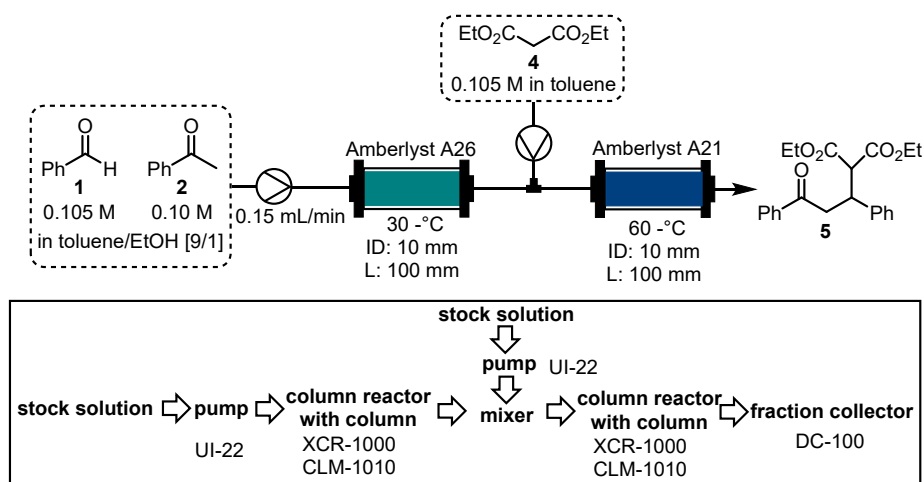 EtO₂C CO₂Et
4
0.105 M in toluene
O
Ph H
1
0.105 M
O
Ph
2
0.10 M
in toluene/EtOH [9/1]
0.15 mL/min
Amberlyst A26
30 -°C
ID: 10 mm
L: 100 mm
Amberlyst A21
60 -°C
ID: 10 mm
L: 100 mm
EtO₂C CO₂Et
O
Ph Ph
5
stock solution
pump UI-22
stock solution
pump
UI-22
column reactor
with column
XCR-1000
CLM-1010
mixer
column reactor
with column
XCR-1000
CLM-1010
fraction collector
DC-100